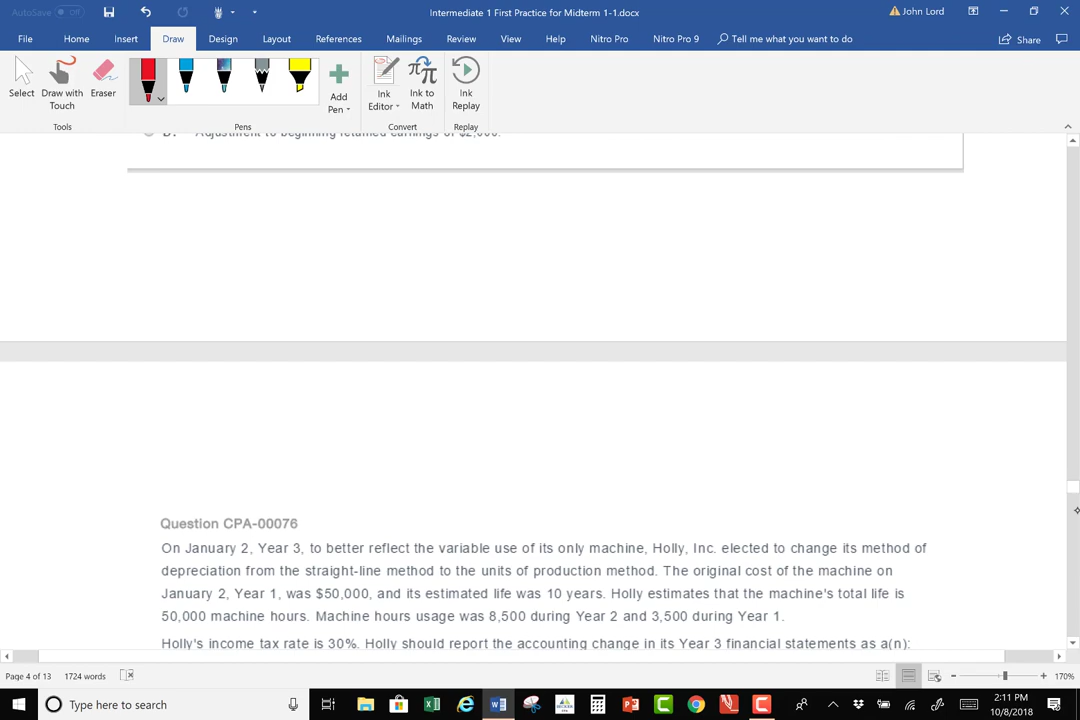 AutoSave Off
Intermediate 1 First Practice for Midterm 1-1.docx
John Lord
File Home Insert Draw Design Layout References Mailings Review View Help Nitro Pro Nitro Pro 9 Tell me what you want to do
Share
Select
Draw with Touch
Eraser
Add Pen
Ink Editor
Ink to Math
Ink Replay
Tools Pens Convert Replay
D. Adjustment to beginning retained earnings of $2,000.
Question CPA-00076
On January 2, Year 3, to better reflect the variable use of its only machine, Holly, Inc. elected to change its method of
depreciation from the straight-line method to the units of production method. The original cost of the machine on
January 2, Year 1, was $50,000, and its estimated life was 10 years. Holly estimates that the machine's total life is
50,000 machine hours. Machine hours usage was 8,500 during Year 2 and 3,500 during Year 1.
Holly's income tax rate is 30%. Holly should report the accounting change in its Year 3 financial statements as a(n):
Page 4 of 13 1724 words
170%
Type here to search
2:11 PM
10/8/2018